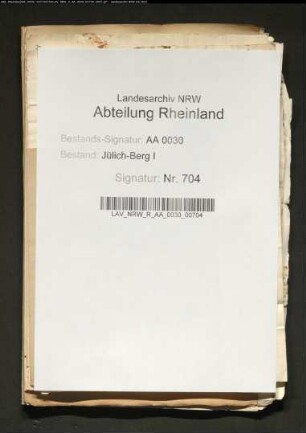 Landesarchiv NRW
Abteilung Rheinland
Bestands-Signatur: AA 0030
Bestand: Jülich-Berg I
Signatur: Nr. 704
LAV_NRW_R_AA_0030_00704